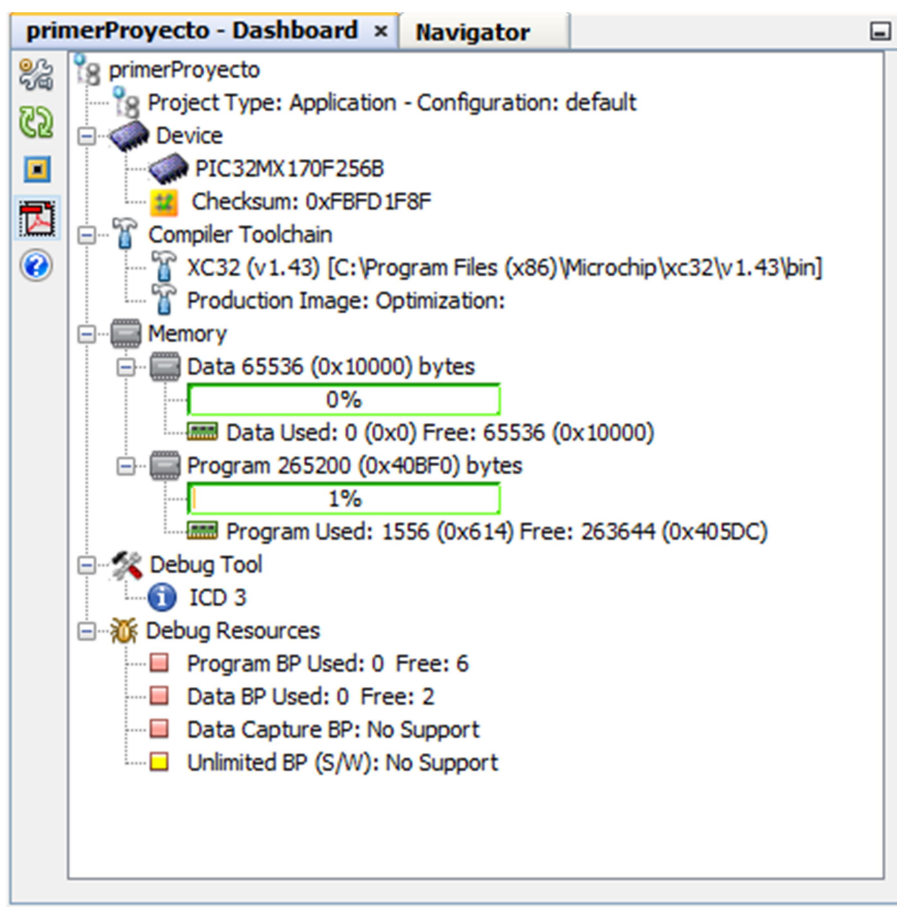 primerProyecto - Dashboard × Navigator
primerProyecto
Project Type: Application - Configuration: default
Device
PIC32MX170F256B
Checksum: 0xFBFD1F8F
Compiler Toolchain
XC32 (v1.43) [C:\Program Files (x86)\Microchip\xc32\v1.43\bin]
Production Image: Optimization:
Memory
Data 65536 (0x10000) bytes
0%
Data Used: 0 (0x0) Free: 65536 (0x10000)
Program 265200 (0x40BF0) bytes
1%
Program Used: 1556 (0x614) Free: 263644 (0x405DC)
Debug Tool
ICD 3
Debug Resources
Program BP Used: 0 Free: 6
Data BP Used: 0 Free: 2
Data Capture BP: No Support
Unlimited BP (S/W): No Support